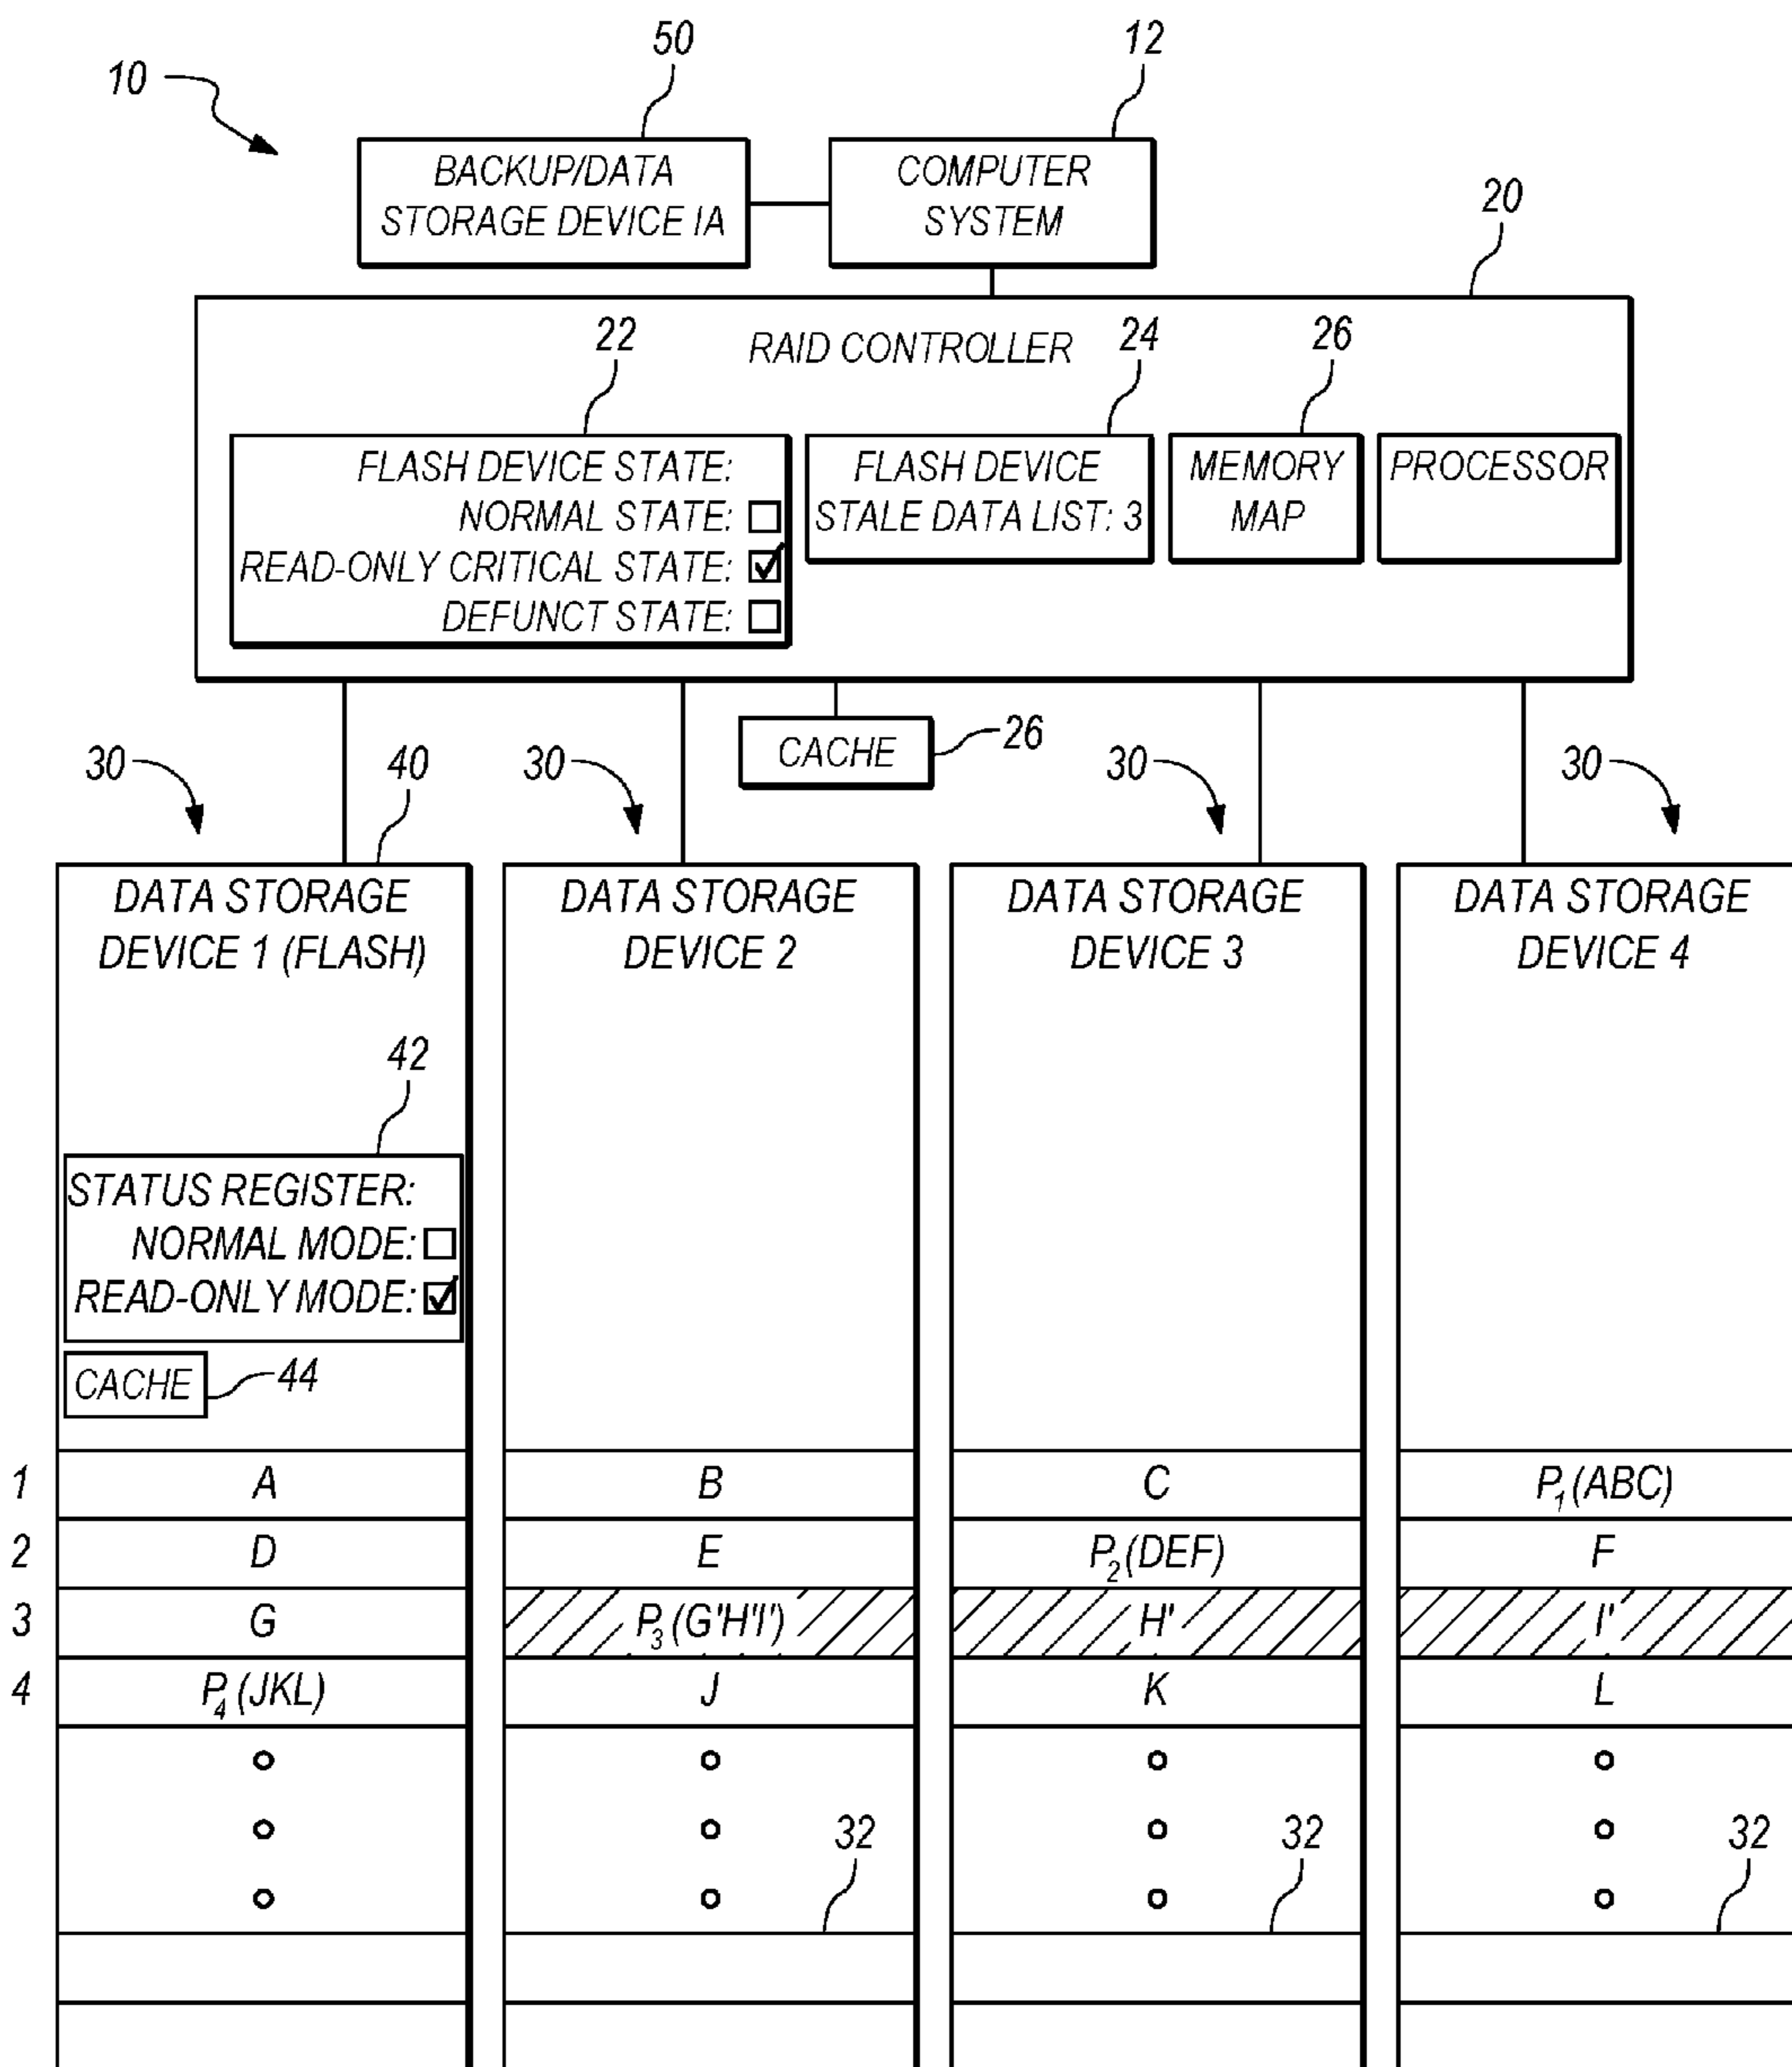 50
12
10
BACKUP/DATA
STORAGE DEVICE IA
COMPUTER
SYSTEM
20
22
RAID CONTROLLER
24
26
FLASH DEVICE STATE:
NORMAL STATE:
READ-ONLY CRITICAL STATE:
DEFUNCT STATE:
FLASH DEVICE
STALE DATA LIST: 3
MEMORY
MAP
PROCESSOR
CACHE
26
30
40
30
30
30
DATA STORAGE
DEVICE 1 (FLASH)
DATA STORAGE
DEVICE 2
DATA STORAGE
DEVICE 3
DATA STORAGE
DEVICE 4
42
STATUS REGISTER:
NORMAL MODE:
READ-ONLY MODE:
CACHE
44
1 A B C P1(ABC)
2 D E P2(DEF) F
3 G P3(G'H'I') H' I'
4 P4(JKL) J K L
32
32
32